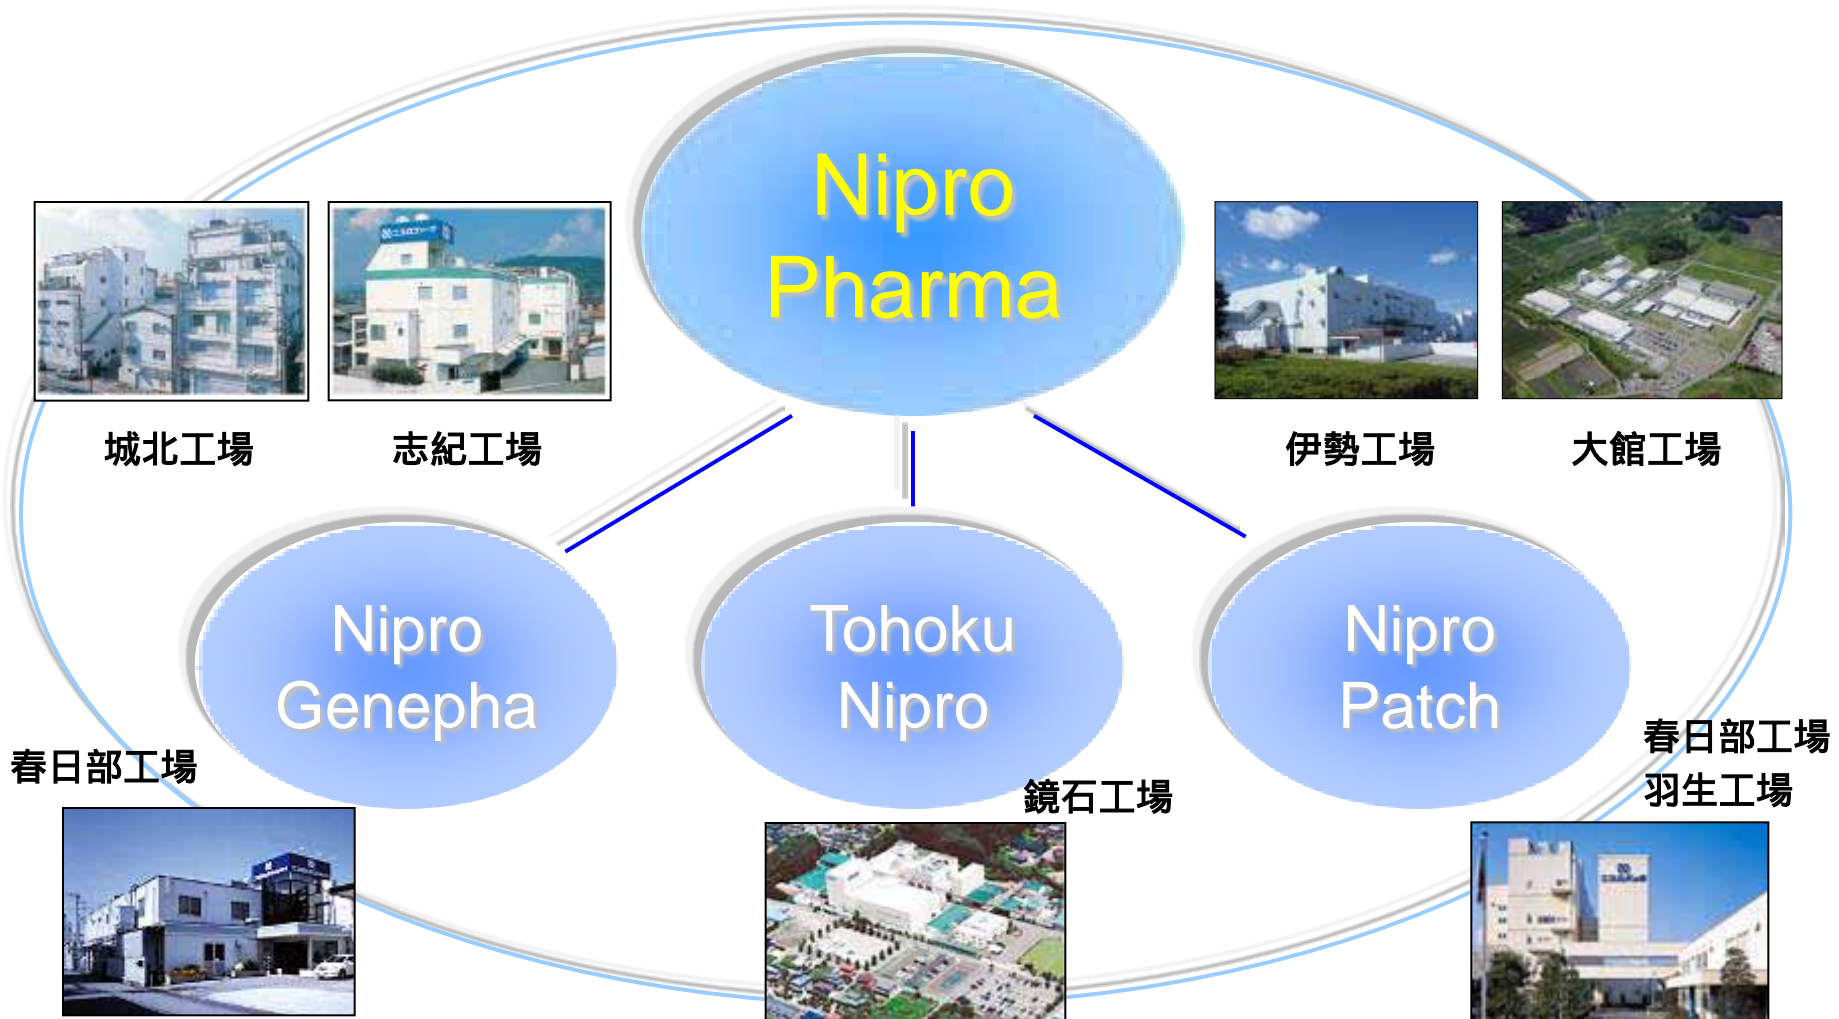 Nipro
Pharma
城北工場
志紀工場
伊勢工場
大館工場
Nipro
Genepha
Tohoku
Nipro
Nipro
Patch
春日部工場
鏡石工場
春日部工場
羽生工場